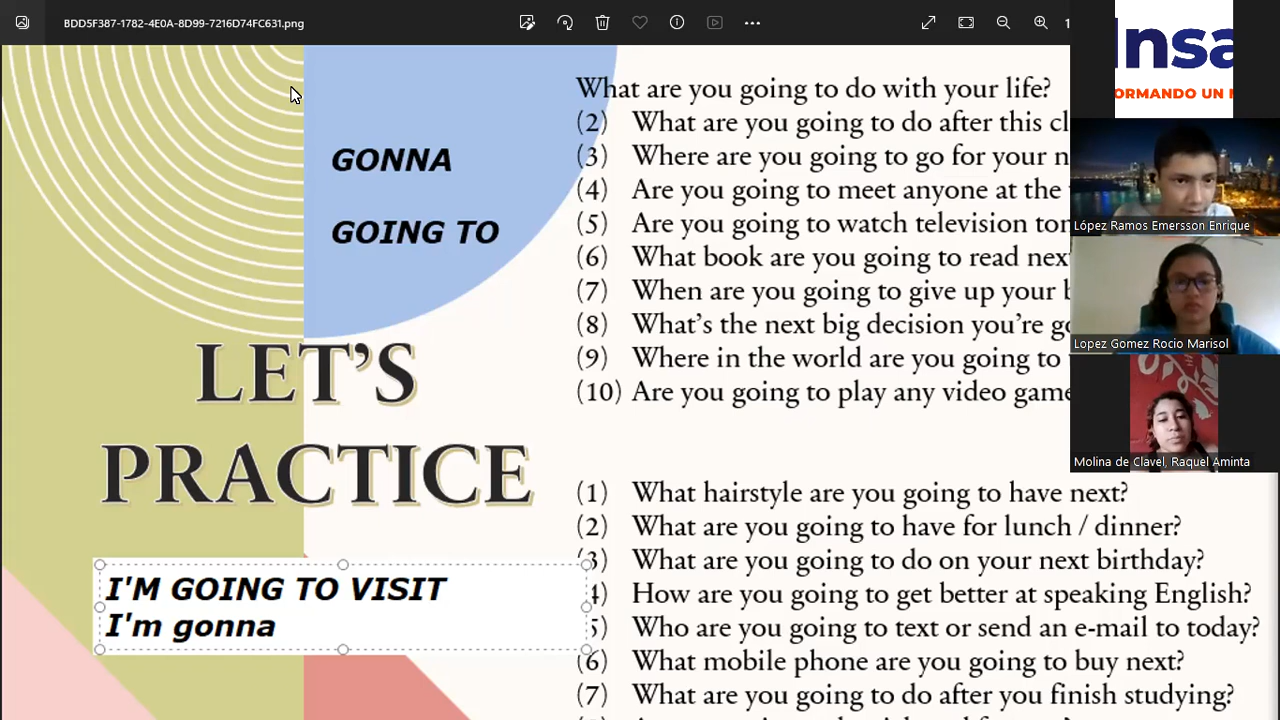 BDD5F387-1782-4E0A-8D99-7216D74FC631.png
GONNA
GOING TO
LET'S
PRACTICE
I'M GOING TO VISIT
I'm gonna
What are you going to do with your life?
(2) What are you going to do after this cl
(3) Where are you going to go for your n
(4) Are you going to meet anyone at the
(5) Are you going to watch television ton
(6) What book are you going to read nex
(7) When are you going to give up your b
(8) What's the next big decision you're go
(9) Where in the world are you going to
(10) Are you going to play any video game
(1) What hairstyle are you going to have next?
(2) What are you going to have for lunch / dinner?
3) What are you going to do on your next birthday?
4) How are you going to get better at speaking English?
5) Who are you going to text or send an e-mail to today?
(6) What mobile phone are you going to buy next?
(7) What are you going to do after you finish studying?
Insa
ORMANDO UN
López Ramos Emersson Enrique
Lopez Gomez Rocio Marisol
Molina de Clavel, Raquel Aminta